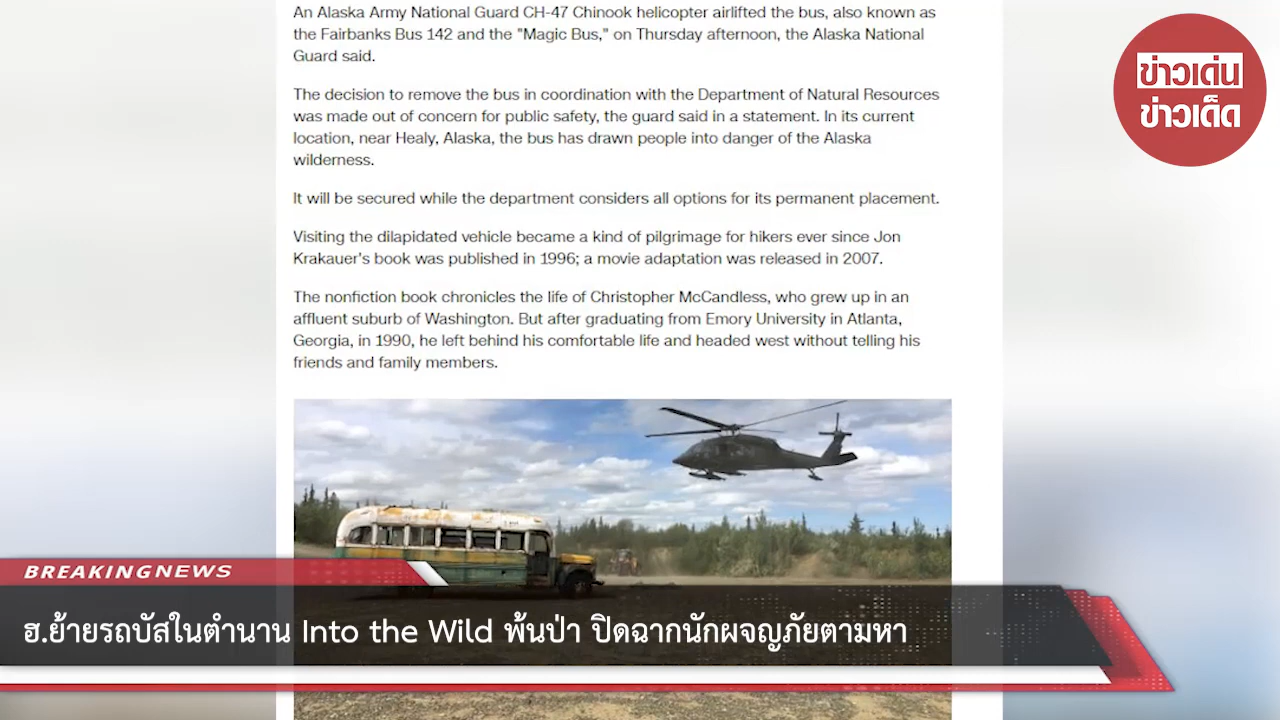 An Alaska Army National Guard CH-47 Chinook helicopter airlifted the bus, also known as
the Fairbanks Bus 142 and the "Magic Bus," on Thursday afternoon, the Alaska National
Guard said.
The decision to remove the bus in coordination with the Department of Natural Resources
was made out of concern for public safety, the guard said in a statement. In its current
location, near Healy, Alaska, the bus has drawn people into danger of the Alaska
wilderness.
It will be secured while the department considers all options for its permanent placement.
Visiting the dilapidated vehicle became a kind of pilgrimage for hikers ever since Jon
Krakauer's book was published in 1996; a movie adaptation was released in 2007.
The nonfiction book chronicles the life of Christopher McCandless, who grew up in an
affluent suburb of Washington. But after graduating from Emory University in Atlanta,
Georgia, in 1990, he left behind his comfortable life and headed west without telling his
friends and family members.
ข่าวเด่น
ข่าวเด็ด
BREAKING NEWS
ฮ.ย้ายรถบัสในตำนาน Into the Wild พ้นป่า ปิดฉากนักผจญภัยตามหา